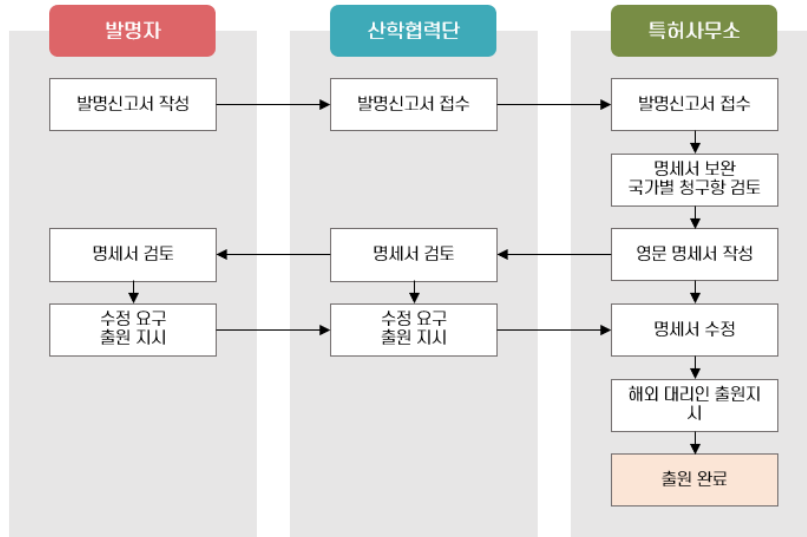 발명자
산학협력단
특허사무소
발명신고서 작성
발명신고서 접수
발명신고서 접수
명세서 보완
국가별 청구항 검토
명세서 검토
명세서 검토
영문 명세서 작성
수정 요구
출원 지시
수정 요구
출원 지시
명세서 수정
해외 대리인 출원지
시
출원 완료